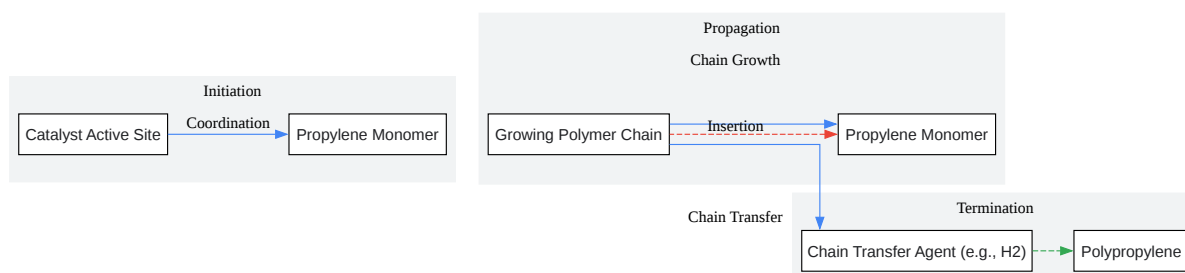 Initiation
Catalyst Active Site
Coordination
Propylene Monomer
Propagation
Chain Growth
Growing Polymer Chain
Insertion
Propylene Monomer
Chain Transfer
Termination
Chain Transfer Agent (e.g., H2)
Polypropylene